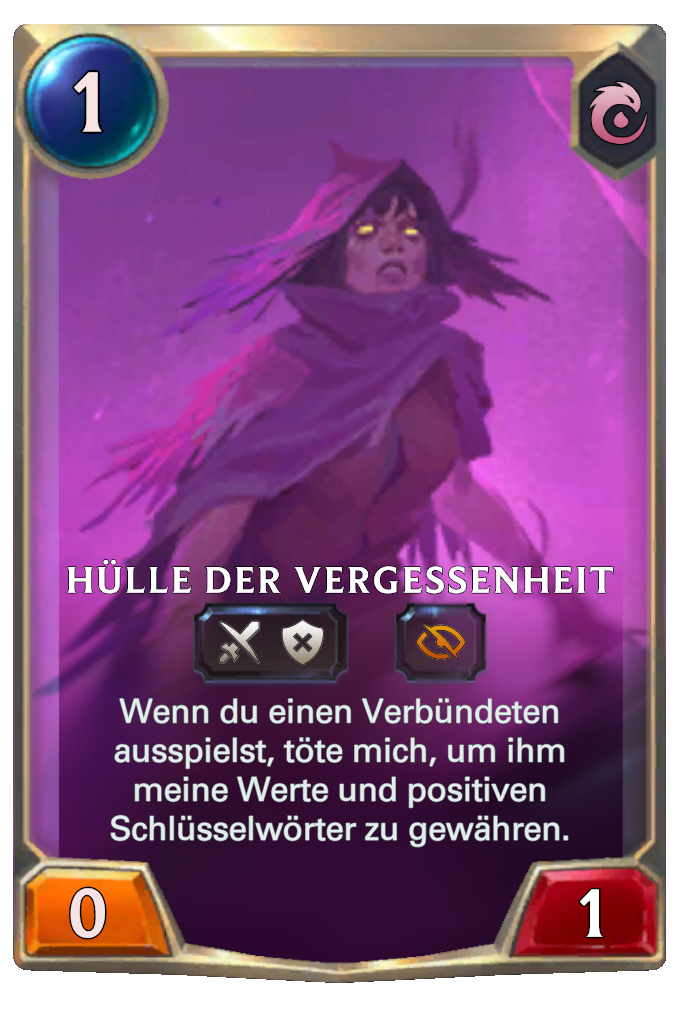 1
HÜLLE DER VERGESSENHEIT
Wenn du einen Verbündeten
ausspielst, töte mich, um ihm
meine Werte und positiven
Schlüsselwörter zu gewähren.
0
1